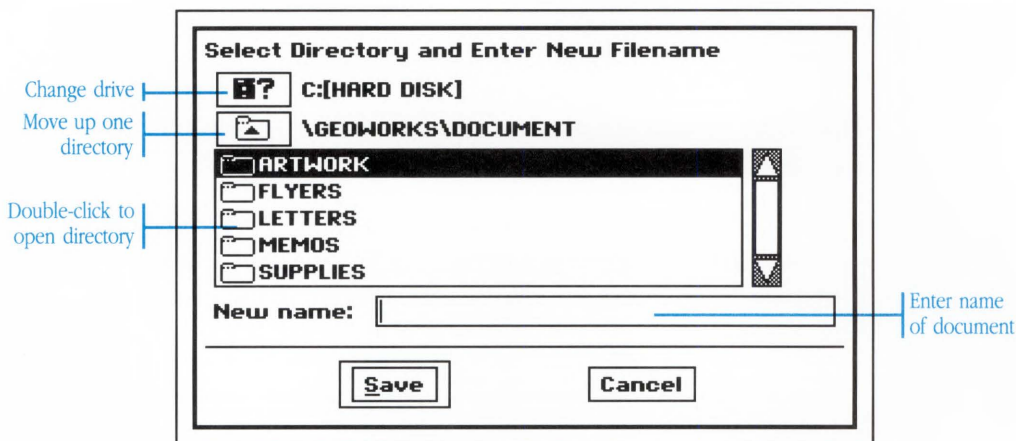 Select Directory and Enter New Filename
Change drive
? C:[HARD DISK]
Move up one
directory
\GEOWORKS\DOCUMENT
ARTWORK
FLYERS
Double-click to
open directory
LETTERS
MEMOS
SUPPLIES
New name:
Enter name
of document
Save
Cancel